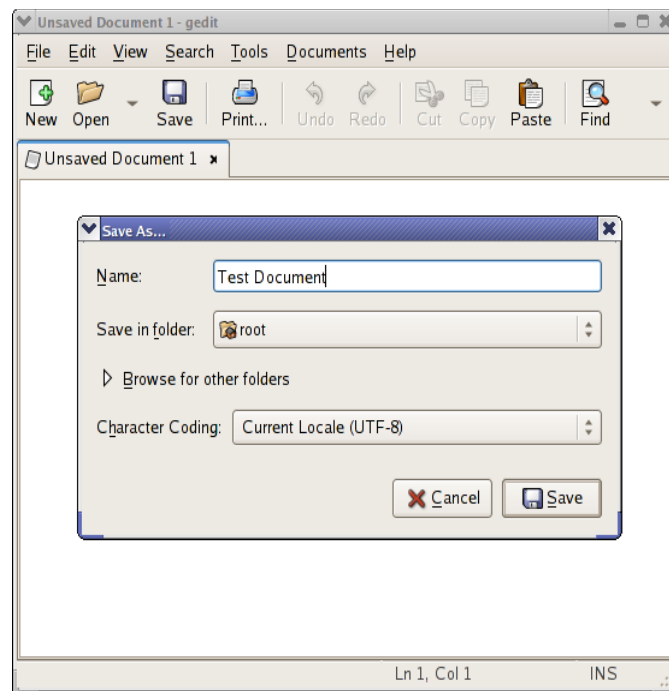 Unsaved Document 1 - gedit
File Edit View Search Tools Documents Help
New Open Save Print... Undo Redo Cut Copy Paste Find
Unsaved Document 1
Save As...
Name: Test Document
Save in folder: root
Browse for other folders
Character Coding: Current Locale (UTF-8)
Cancel Save
Ln 1, Col 1 INS